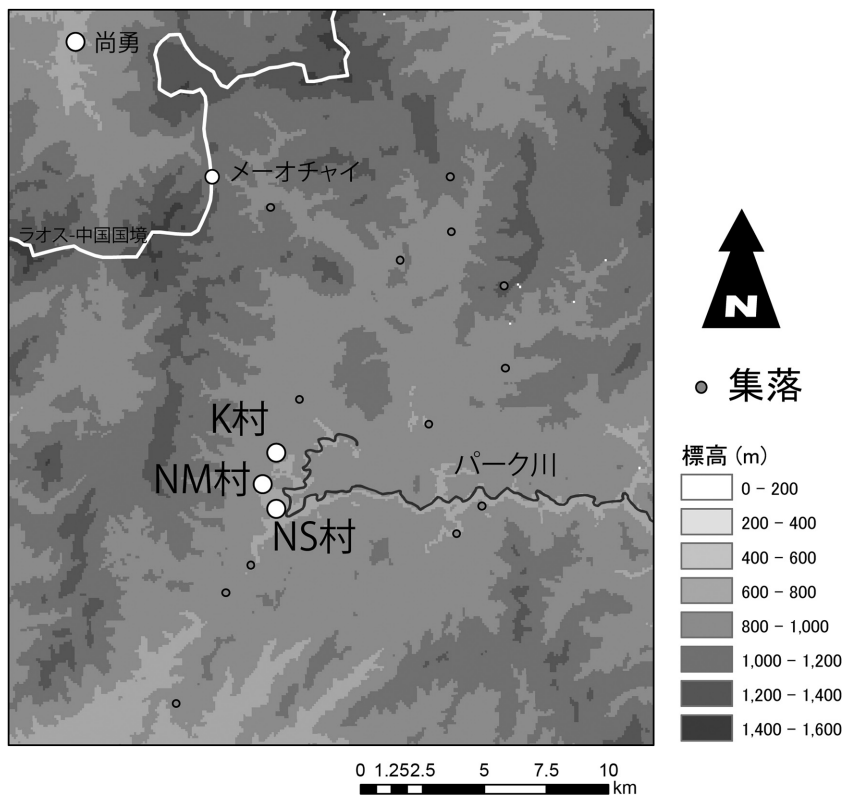 尚勇
メーオチャイ
ラオス-中国国境
K村
NM村
パーク川
NS村
N
集落
標高 (m)
0 - 200
200 - 400
400 - 600
600 - 800
800 - 1,000
1,000 - 1,200
1,200 - 1,400
1,400 - 1,600
0 1.25 2.5 5 7.5 10
km